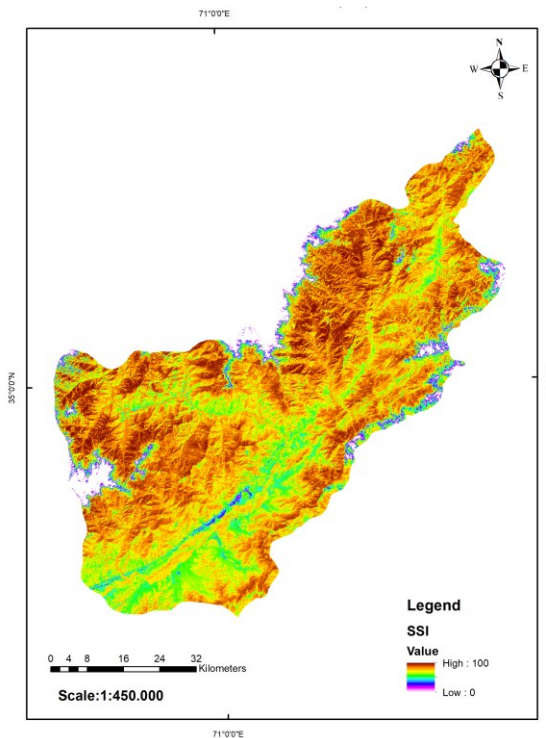 71°0'0"E
N
W E
S
35°0'0"N
Legend
SSI
Value
High : 100
Low : 0
0 4 8 16 24 32
Kilometers
Scale:1:450.000
71°0'0"E